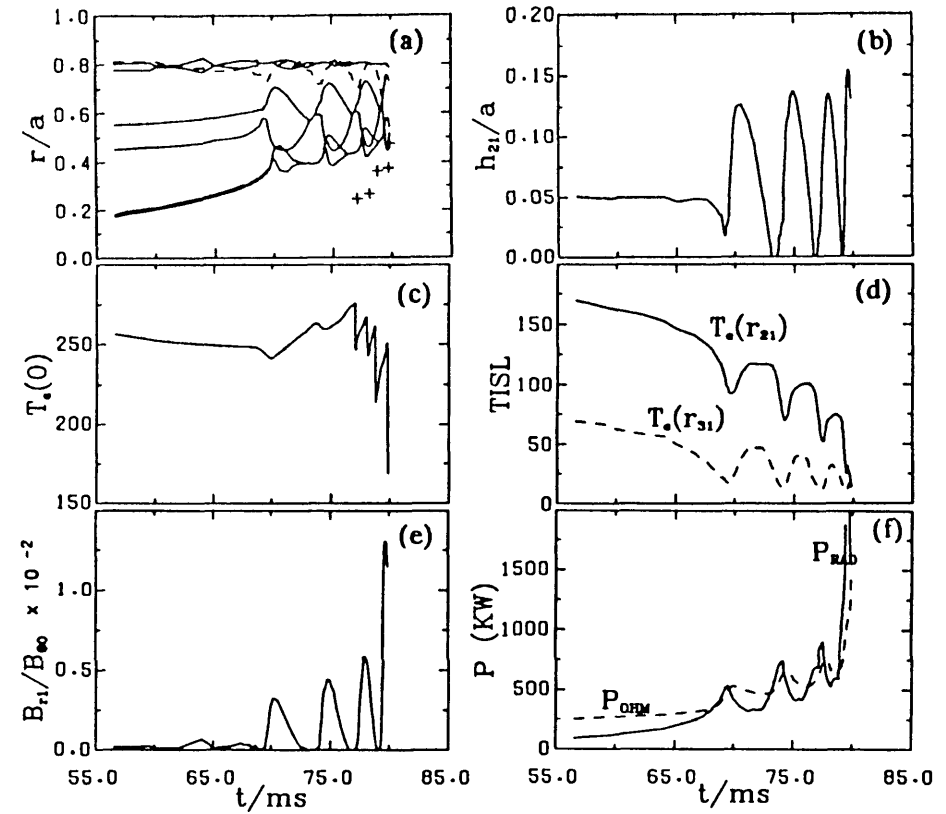 (a)
1.0
0.8
0.6
0.4
0.2
0.0
r/a
(b)
0.20
0.15
0.10
0.05
0.00
h₂₁/a
(c)
250
200
150
Tₑ(0)
(d)
150
100
50
0
TISL
Tₑ(r₂₁)
Tₑ(r₃₁)
(e)
1.0
0.5
0.0
Bᵣ₁/B_θ0 x 10⁻²
55.0 65.0 75.0 85.0
t/ms
(f)
1500
1000
500
0
P (KW)
P_RAD
P_OHM
55.0 65.0 75.0 85.0
t/ms